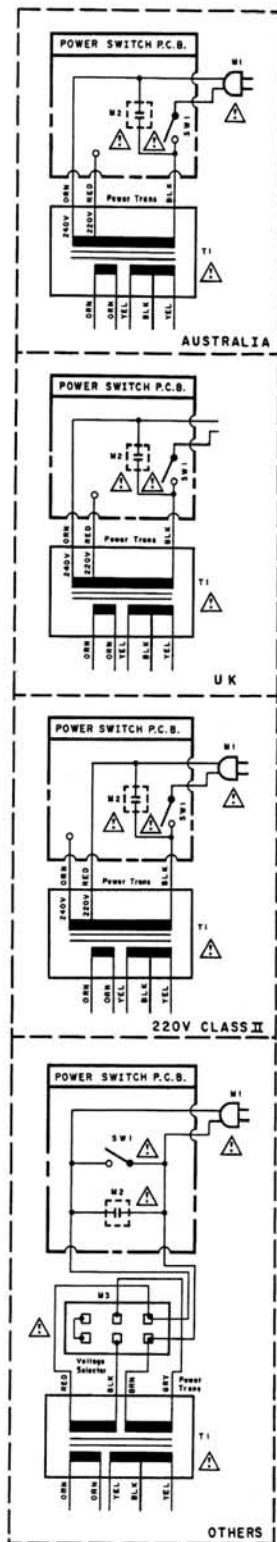 POWER SWITCH P.C.B.
M1
M2
SW1
ORN
240V
RED
220V
BLK
Power Trans
T1
ORN
ORN
YEL
BLK
YEL
AUSTRALIA
POWER SWITCH P.C.B.
M2
SW1
ORN
240V
RED
220V
BLK
Power Trans
T1
ORN
ORN
YEL
BLK
YEL
UK
POWER SWITCH P.C.B.
M1
M2
SW1
ORN
240V
RED
220V
BLK
Power Trans
T1
ORN
ORN
YEL
BLK
YEL
220V CLASS II
POWER SWITCH P.C.B.
M1
SW1
M2
M3
Voltage
Selector
RED
BLK
BRN
GRY
Power
Trans
T1
ORN
ORN
YEL
BLK
YEL
OTHERS